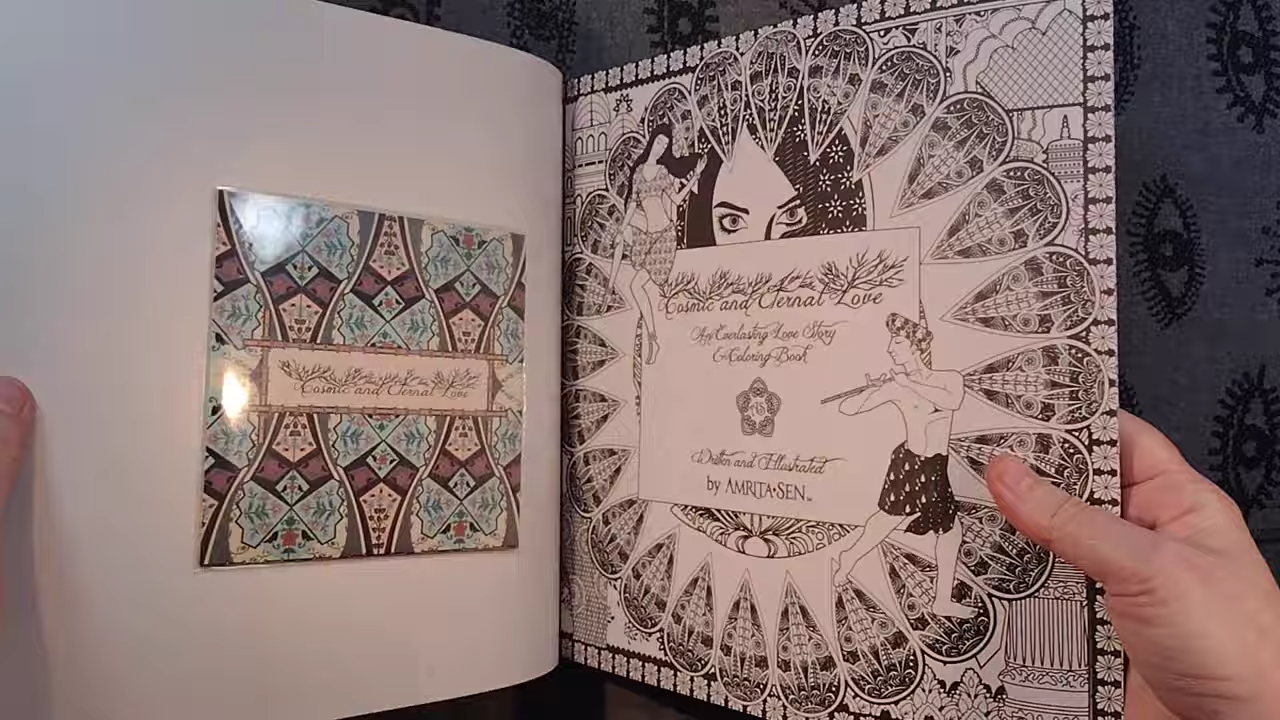 Cosmic and Eternal Love
Cosmic and Eternal Love
An Everlasting Love Story
& Coloring Book
Written and Illustrated
by AMRITA·SEN